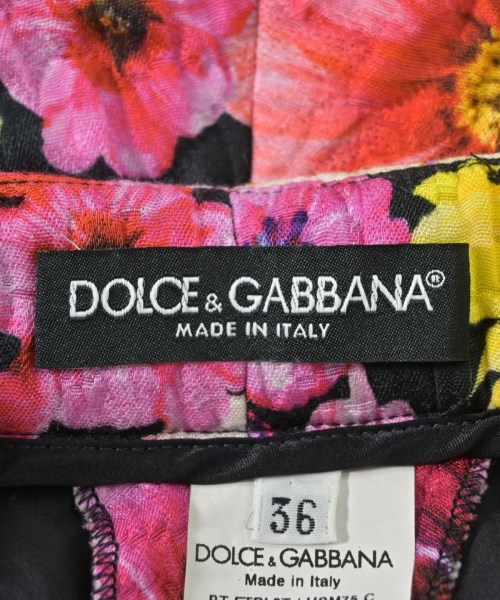 DOLCE & GABBANA®
MADE IN ITALY
36
DOLCE & GABBANA
Made in Italy